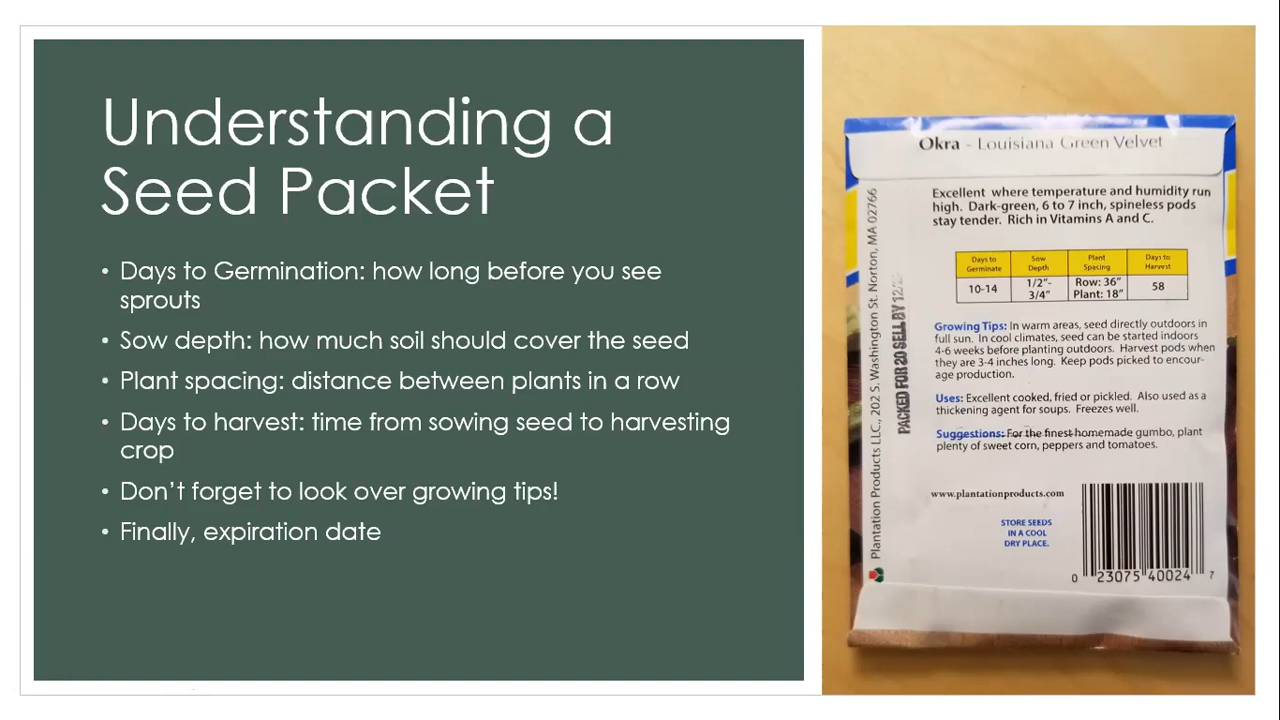 Understanding a
Seed Packet
• Days to Germination: how long before you see
sprouts
• Sow depth: how much soil should cover the seed
• Plant spacing: distance between plants in a row
• Days to harvest: time from sowing seed to harvesting
crop
• Don't forget to look over growing tips!
• Finally, expiration date
Okra - Louisiana Green Velvet
Excellent where temperature and humidity run
high. Dark-green, 6 to 7 inch, spineless pods
stay tender. Rich in Vitamins A and C.
Days to Germinate
Sow Depth
Plant Spacing
Days to Harvest
10-14
1/2"-
3/4"
Row: 36"
Plant: 18"
58
Growing Tips: In warm areas, seed directly outdoors in
full sun. In cool climates, seed can be started indoors
4-6 weeks before planting outdoors. Harvest pods when
they are 3-4 inches long. Keep pods picked to encour-
age production.
Uses: Excellent cooked, fried or pickled. Also used as a
thickening agent for soups. Freezes well.
Suggestions: For the finest homemade gumbo, plant
plenty of sweet corn, peppers and tomatoes.
www.plantationproducts.com
STORE SEEDS
IN A COOL
DRY PLACE.
0 23075 40024 7
Plantation Products LLC., 202 S. Washington St. Norton, MA 02766
PACKED FOR 20 SELL BY 12/